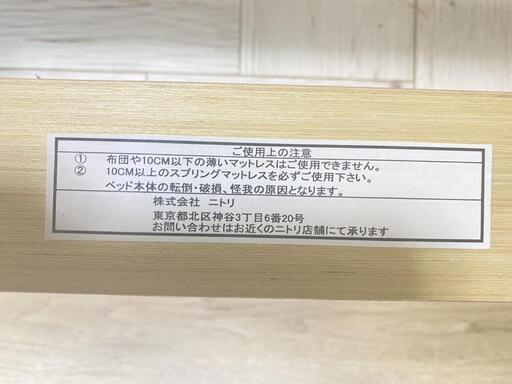 ご使用上の注意
① 布団や10CM以下の薄いマットレスはご使用できません。
② 10CM以上のスプリングマットレスを必ずご使用下さい。
ベッド本体の転倒・破損、怪我の原因となります。
株式会社 ニトリ
東京都北区神谷3丁目6番20号
お問い合わせはお近くのニトリ店舗にて承ります